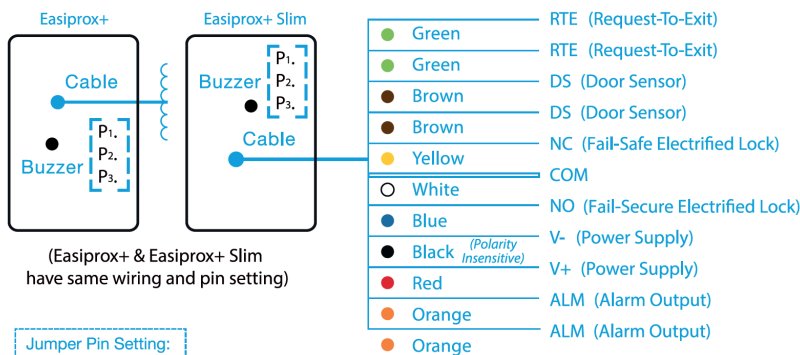 Easiprox+
Cable
Buzzer
P1.
P2.
P3.
Easiprox+ Slim
Buzzer
P1.
P2.
P3.
Cable
(Easiprox+ & Easiprox+ Slim
have same wiring and pin setting)
Jumper Pin Setting:
Green RTE (Request-To-Exit)
Green RTE (Request-To-Exit)
Brown DS (Door Sensor)
Brown DS (Door Sensor)
Yellow NC (Fail-Safe Electrified Lock)
White COM
Blue NO (Fail-Secure Electrified Lock)
Black (Polarity Insensitive) V- (Power Supply)
Red V+ (Power Supply)
Orange ALM (Alarm Output)
Orange ALM (Alarm Output)